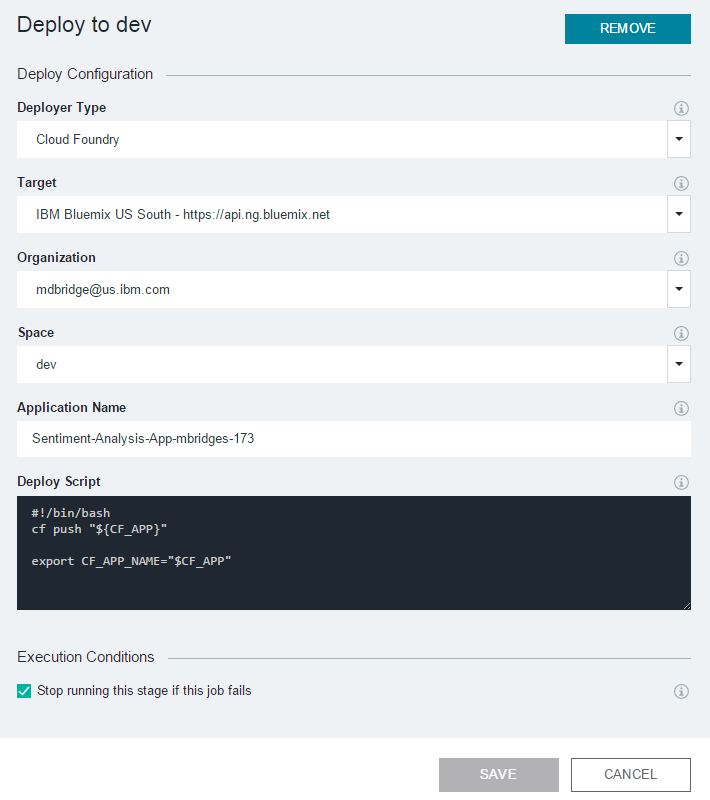 Deploy to dev
REMOVE
Deploy Configuration
Deployer Type
Cloud Foundry
Target
IBM Bluemix US South - https://api.ng.bluemix.net
Organization
mdbridge@us.ibm.com
Space
dev
Application Name
Sentiment-Analysis-App-mbridges-173
Deploy Script
#!/bin/bash
cf push "${CF_APP}"
export CF_APP_NAME="$CF_APP"
Execution Conditions
Stop running this stage if this job fails
SAVE
CANCEL